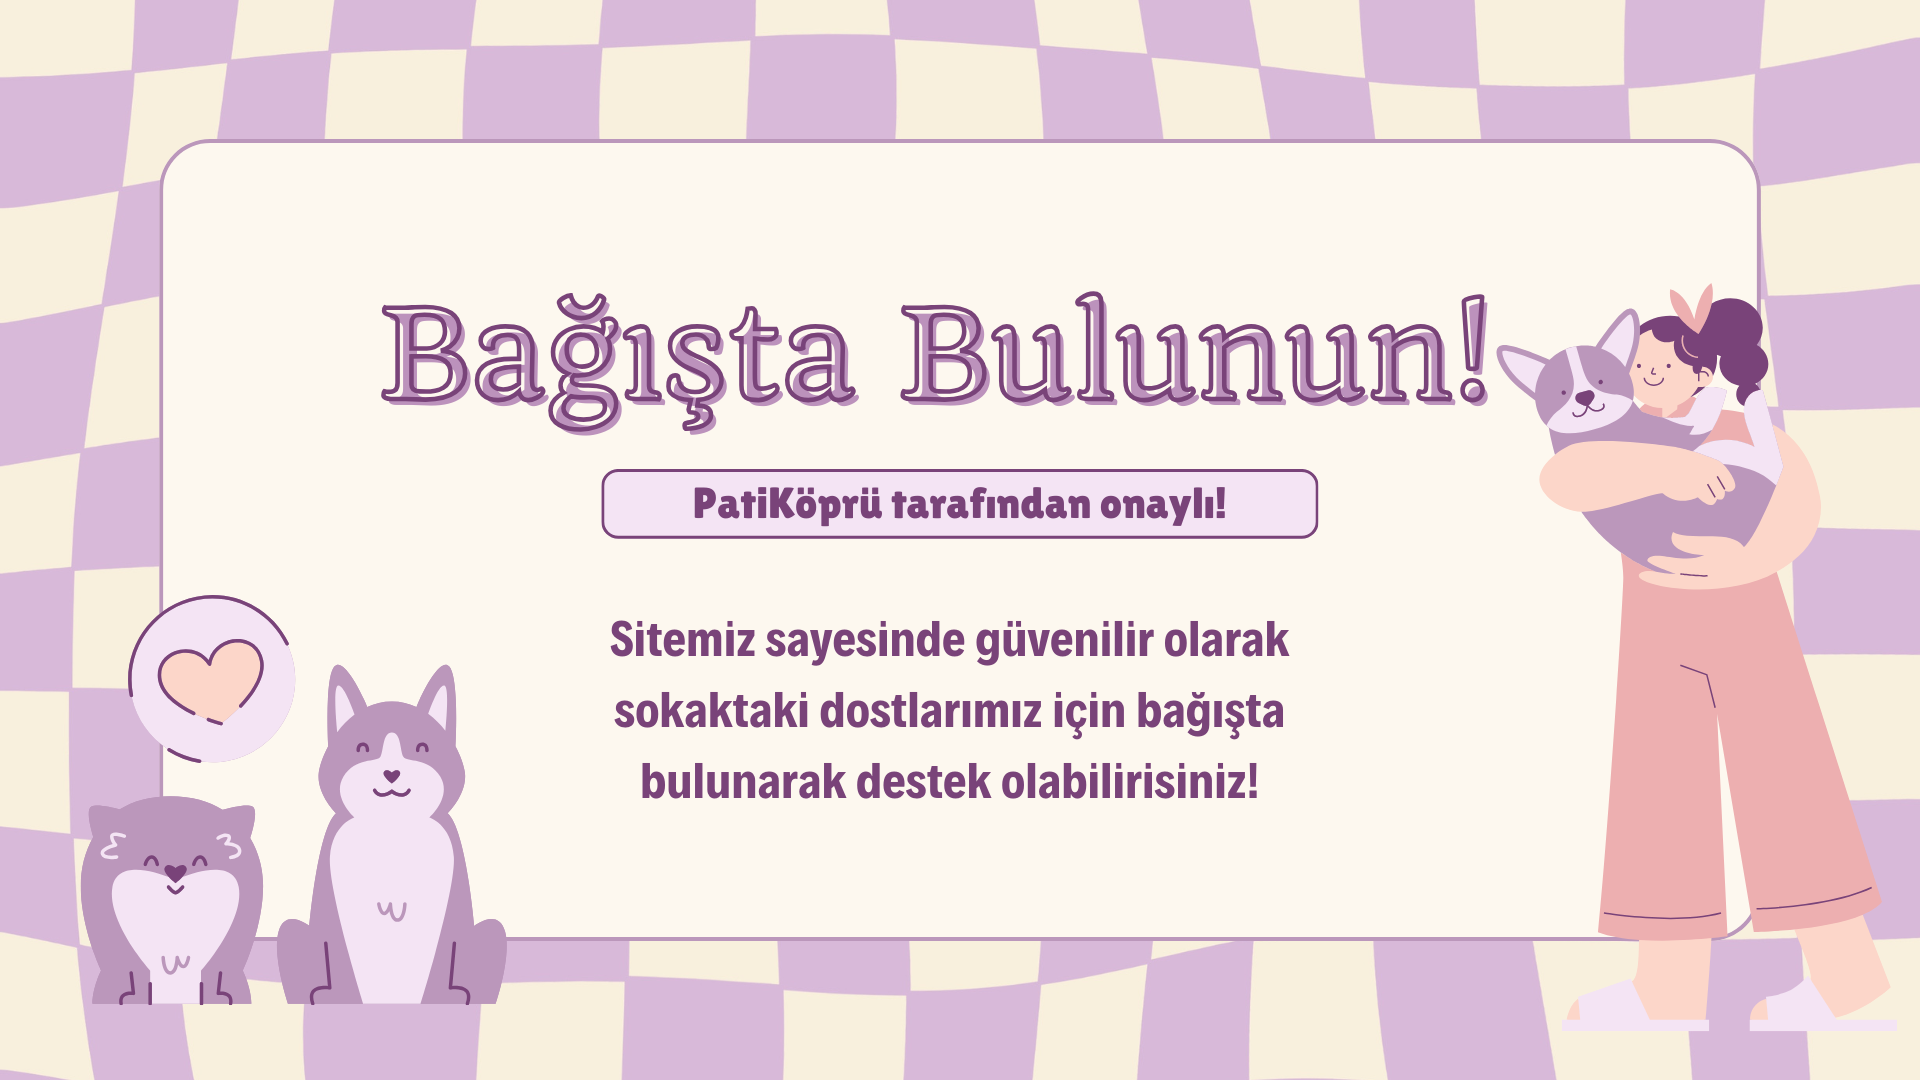 Bağışta Bulunun!
PatiKöprü tarafından onaylı!
Sitemiz sayesinde güvenilir olarak
sokaktaki dostlarımız için bağışta
bulunarak destek olabilirisiniz!